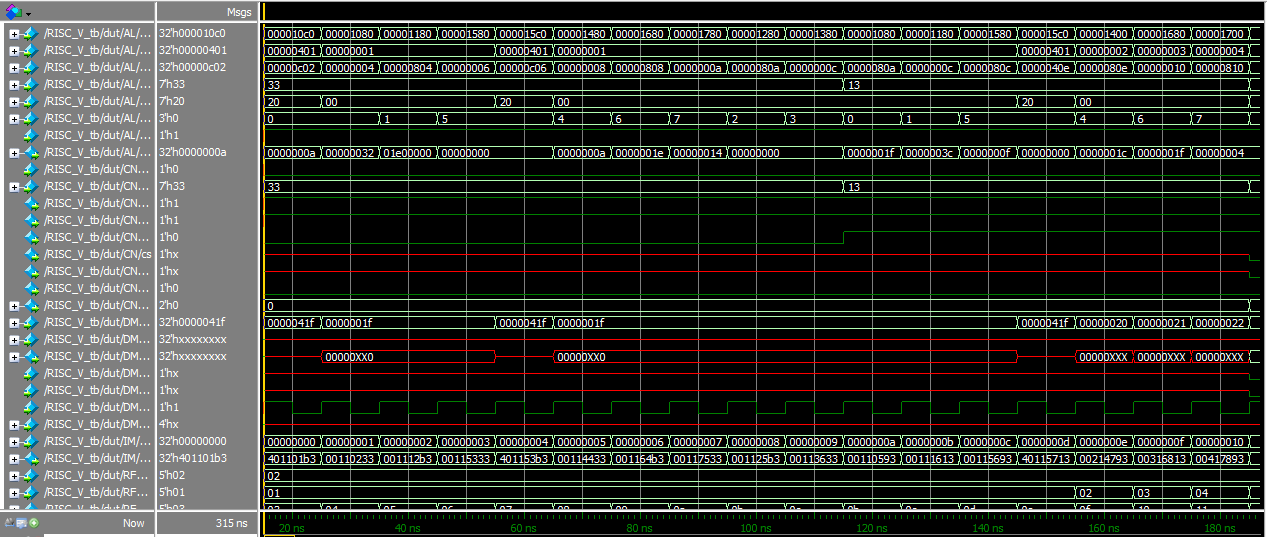 Msgs
/RISC_V_tb/dut/AL/... 32'h000010c0 000010c0 00001080 00001180 00001580 000015c0 00001480 00001680 00001780 00001280 00001380 00001080 00001180 00001580 000015c0 00001400 00001680 00001700
/RISC_V_tb/dut/AL/... 32'h00000401 00000401 00000001 00000401 00000001 00000401 00000002 00000003 00000004
/RISC_V_tb/dut/AL/... 32'h00000c02 00000c02 00000004 00000804 00000006 00000c06 00000008 00000808 0000000a 0000080a 0000000c 0000080a 0000000c 0000080c 0000040e 0000080e 00000010 00000810
/RISC_V_tb/dut/AL/... 7'h33 33 13
/RISC_V_tb/dut/AL/... 7'h20 20 00 20 00 20 00
/RISC_V_tb/dut/AL/... 3'h0 0 1 5 4 6 7 2 3 0 1 5 4 6 7
/RISC_V_tb/dut/AL/... 1'h1
/RISC_V_tb/dut/AL/... 32'h0000000a 0000000a 00000032 01e00000 00000000 0000000a 0000001e 00000014 00000000 0000001f 0000003c 0000000f 00000000 0000001c 0000001f 00000004
/RISC_V_tb/dut/CN... 1'h0
/RISC_V_tb/dut/CN... 7'h33 33 13
/RISC_V_tb/dut/CN... 1'h1
/RISC_V_tb/dut/CN... 1'h1
/RISC_V_tb/dut/CN... 1'h0
/RISC_V_tb/dut/CN/cs 1'hx
/RISC_V_tb/dut/CN... 1'hx
/RISC_V_tb/dut/CN... 1'h0
/RISC_V_tb/dut/CN... 2'h0 0
/RISC_V_tb/dut/DM... 32'h0000041f 0000041f 0000001f 0000041f 0000001f 0000041f 00000020 00000021 00000022
/RISC_V_tb/dut/DM... 32'hxxxxxxxx
/RISC_V_tb/dut/DM... 32'hxxxxxxxx 00000XX0 00000XX0 00000XXX 00000XXX 00000XXX
/RISC_V_tb/dut/DM... 1'hx
/RISC_V_tb/dut/DM... 1'hx
/RISC_V_tb/dut/DM... 1'h1
/RISC_V_tb/dut/DM... 4'hx
/RISC_V_tb/dut/IM/... 32'h00000000 00000000 00000001 00000002 00000003 00000004 00000005 00000006 00000007 00000008 00000009 0000000a 0000000b 0000000c 0000000d 0000000e 0000000f 00000010
/RISC_V_tb/dut/IM/... 32'h401101b3 401101b3 00110233 001112b3 00115333 401153b3 00114433 001164b3 00117533 001125b3 00113633 00110593 00111613 00115693 40115713 00214793 00316813 00417893
/RISC_V_tb/dut/RF... 5'h02 02
/RISC_V_tb/dut/RF... 5'h01 01 02 03 04
Now 315 ns 20 ns 40 ns 60 ns 80 ns 100 ns 120 ns 140 ns 160 ns 180 ns